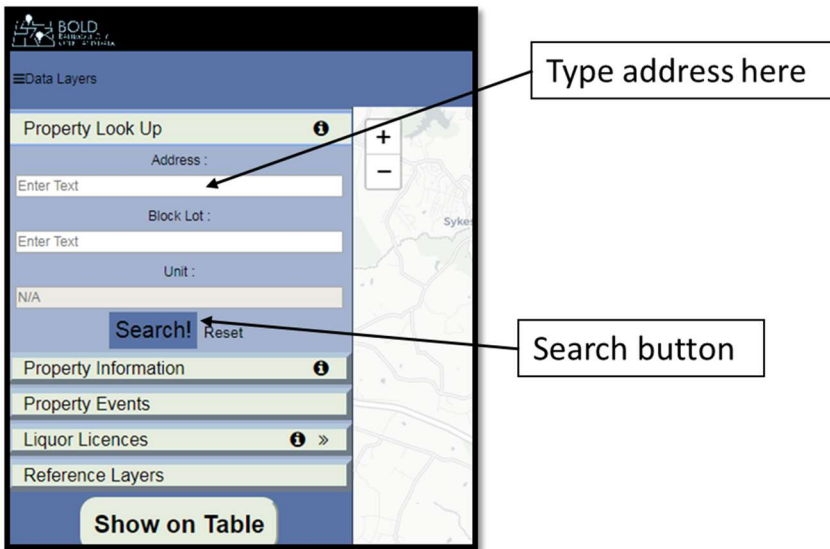 BOLD
≡Data Layers
Type address here
Property Look Up
Address :
Enter Text
Block Lot :
Enter Text
Unit :
N/A
Search! Reset
Search button
Property Information
Property Events
Liquor Licences »
Reference Layers
Show on Table
+
−